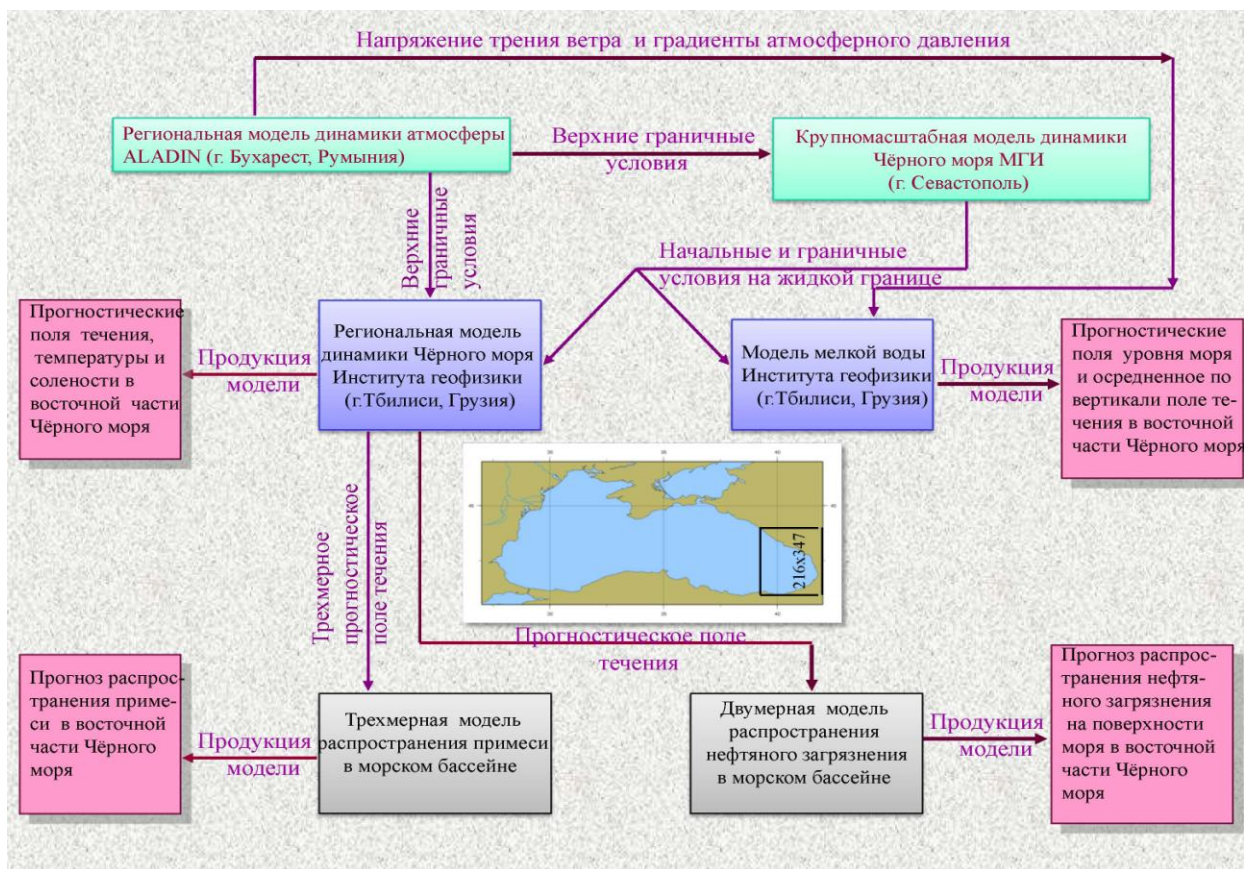 Напряжение трения ветра и градиенты атмосферного давления
Региональная модель динамики атмосферы
ALADIN (г. Бухарест, Румыния)
Верхние граничные
условия
Крупномасштабная модель динамики
Чёрного моря МГИ
(г. Севастополь)
Верхние
граничные
условия
Начальные и граничные
условия на жидкой границе
Прогностические
поля течения,
температуры и
солености в
восточной части
Чёрного моря
Продукция
модели
Региональная модель
динамики Чёрного моря
Института геофизики
(г.Тбилиси, Грузия)
Модель мелкой воды
Института геофизики
(г.Тбилиси, Грузия)
Продукция
модели
Прогностические
поля уровня моря
и осредненное по
вертикали поле те-
чения в восточной
части Чёрного моря
216x347
Трехмерное
прогностическое
поле течения
Прогностическое поле
течения
Прогноз распрос-
транения приме-
си в восточной
части Чёрного
моря
Продукция
модели
Трехмерная модель
распространения примеси
в морском бассейне
Двумерная модель
распространения
нефтяного загрязнения
в морском бассейне
Продукция
модели
Прогноз распрос-
транения нефтя-
ного загрязнения
на поверхности
моря в восточной
части Чёрного
моря